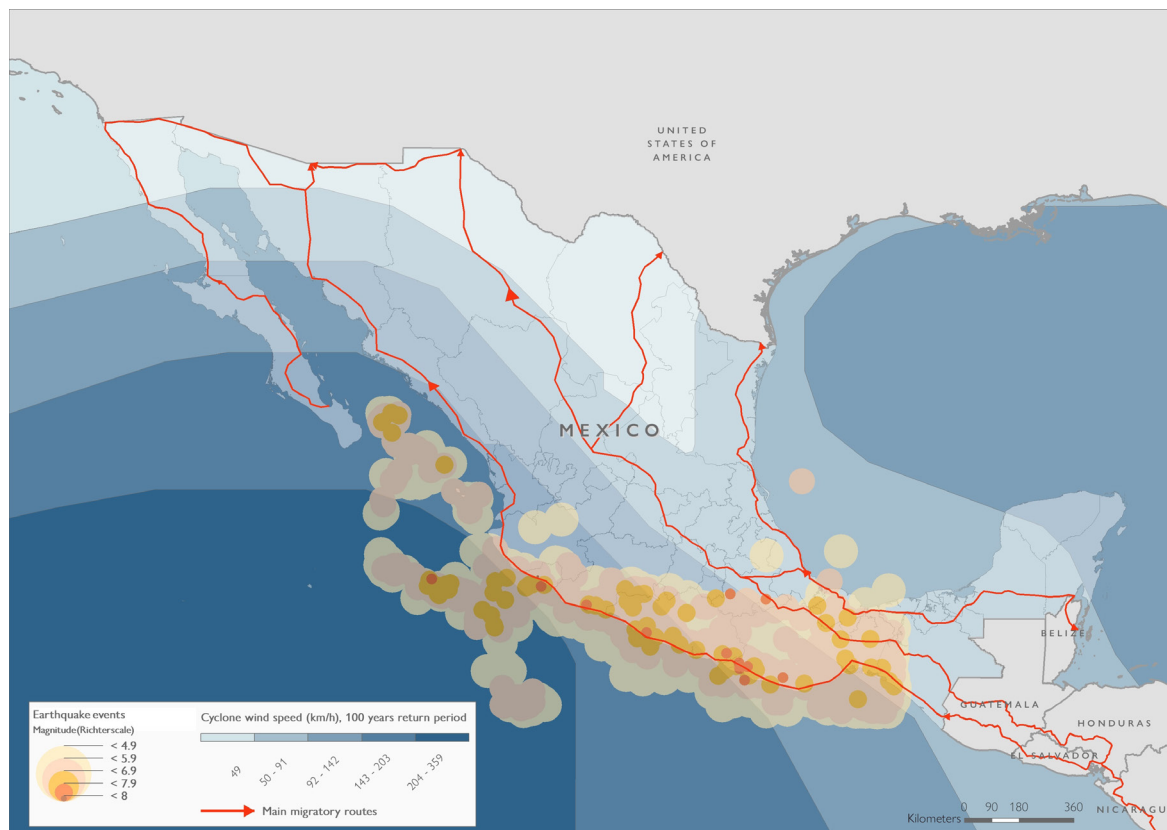 UNITED
STATES OF
AMERICA
MEXICO
BELIZE
GUATEMALA
HONDURAS
EL SALVADOR
NICARAGU
Earthquake events
Magnitude(Richterscale)
< 4.9
< 5.9
< 6.9
< 7.9
< 8
Cyclone wind speed (km/h), 100 years return period
49
50 - 91
92 - 142
143 - 203
204 - 359
Main migratory routes
0 90 180 360
Kilometers